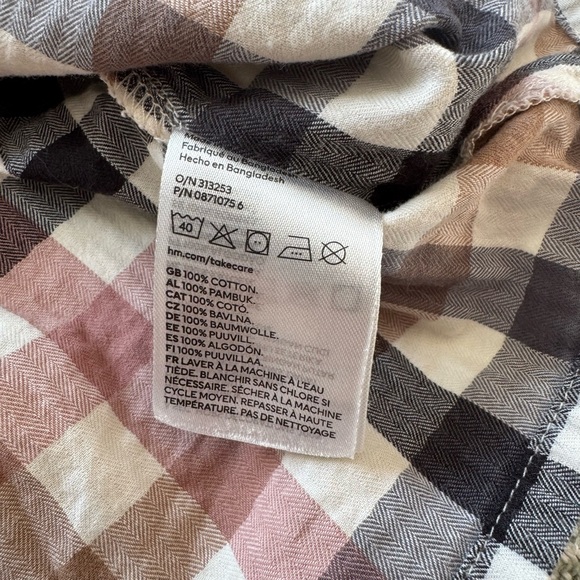 Fabriqué au Bangladesh
Hecho en Bangladesh
O/N 313253
P/N 0871075 6
40
hm.com/takecare
GB 100% COTTON.
AL 100% PAMBUK.
CAT 100% COTÓ.
CZ 100% BAVLNA.
DE 100% BAUMWOLLE.
EE 100% PUUVILL.
ES 100% ALGODÓN.
FI 100% PUUVILLAA.
FR LAVER À LA MACHINE À L'EAU
TIÈDE. BLANCHIR SANS CHLORE SI
NÉCESSAIRE. SÉCHER À LA MACHINE
CYCLE MOYEN. REPASSER À HAUTE
TEMPÉRATURE. PAS DE NETTOYAGE